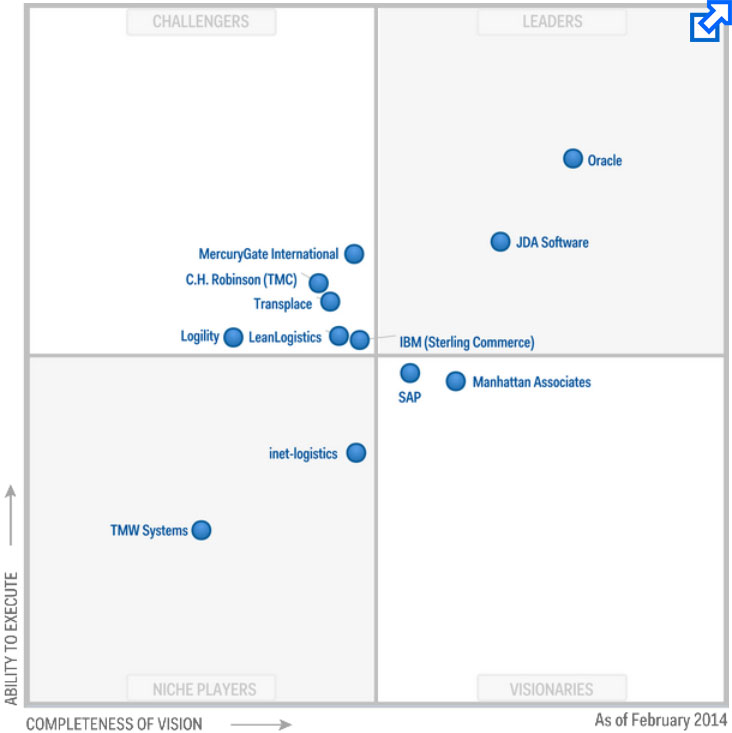 CHALLENGERS
LEADERS
Oracle
JDA Software
MercuryGate International
C.H. Robinson (TMC)
Transplace
Logility
LeanLogistics
IBM (Sterling Commerce)
SAP
Manhattan Associates
inet-logistics
TMW Systems
NICHE PLAYERS
VISIONARIES
ABILITY TO EXECUTE
COMPLETENESS OF VISION
As of February 2014